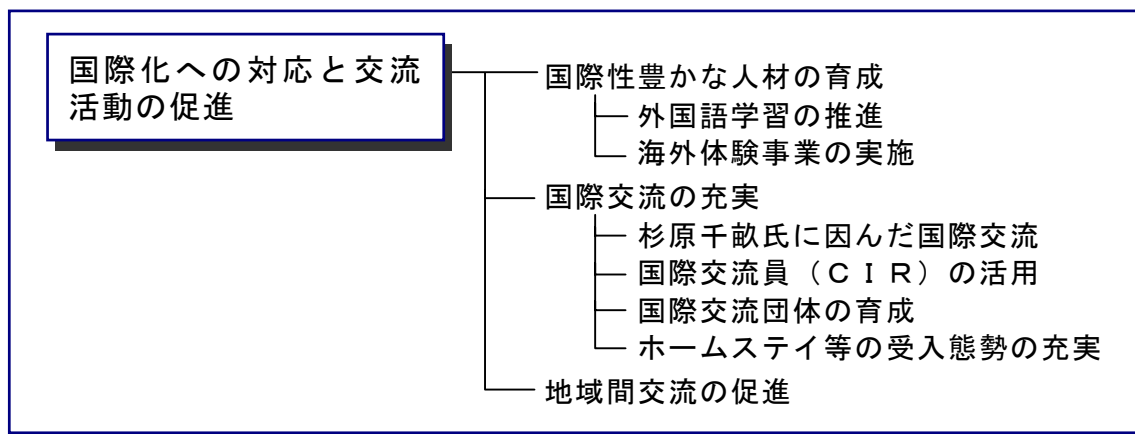 国際化への対応と交流
活動の促進
国際性豊かな人材の育成
外国語学習の推進
海外体験事業の実施
国際交流の充実
杉原千畝氏に因んだ国際交流
国際交流員（ＣＩＲ）の活用
国際交流団体の育成
ホームステイ等の受入態勢の充実
地域間交流の促進